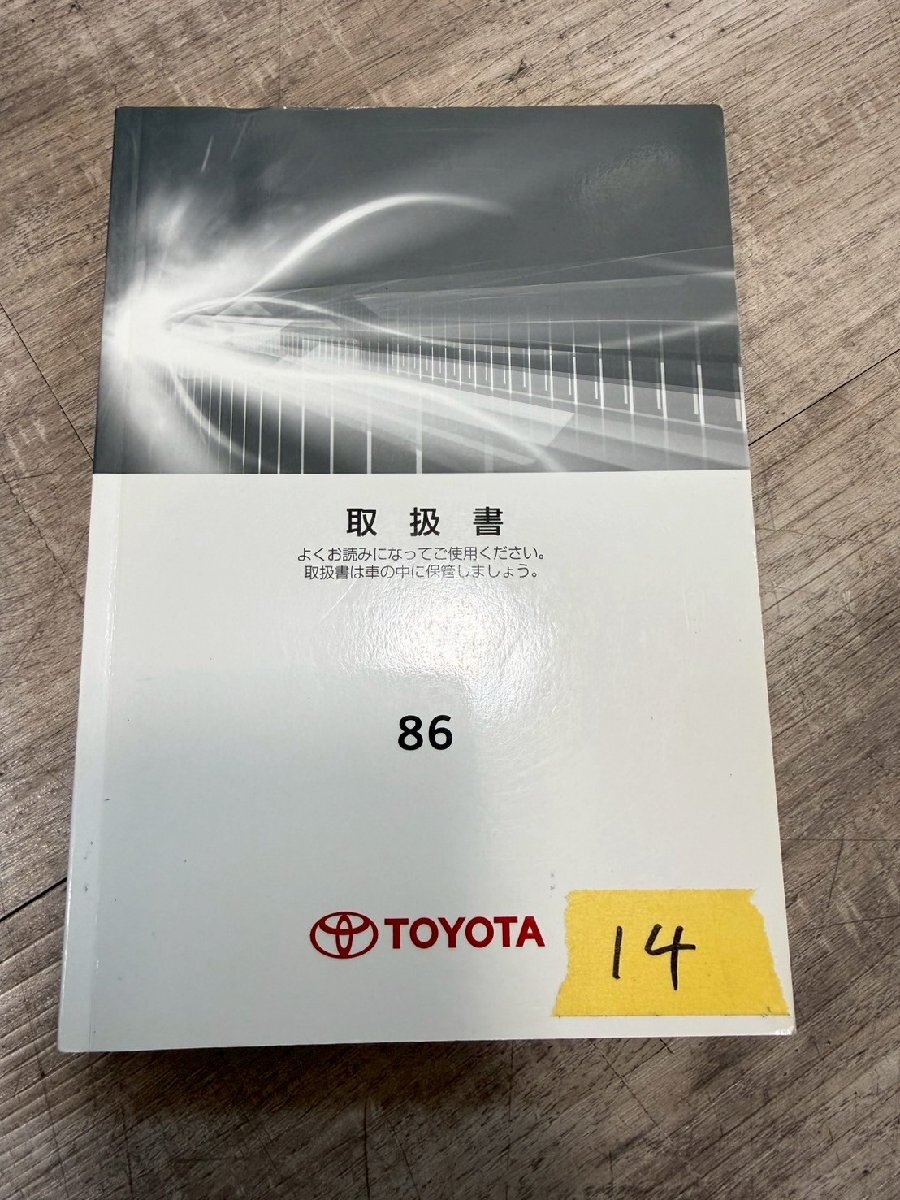 取扱書
よくお読みになってご使用ください。
取扱書は車の中に保管しましょう。
86
TOYOTA
14